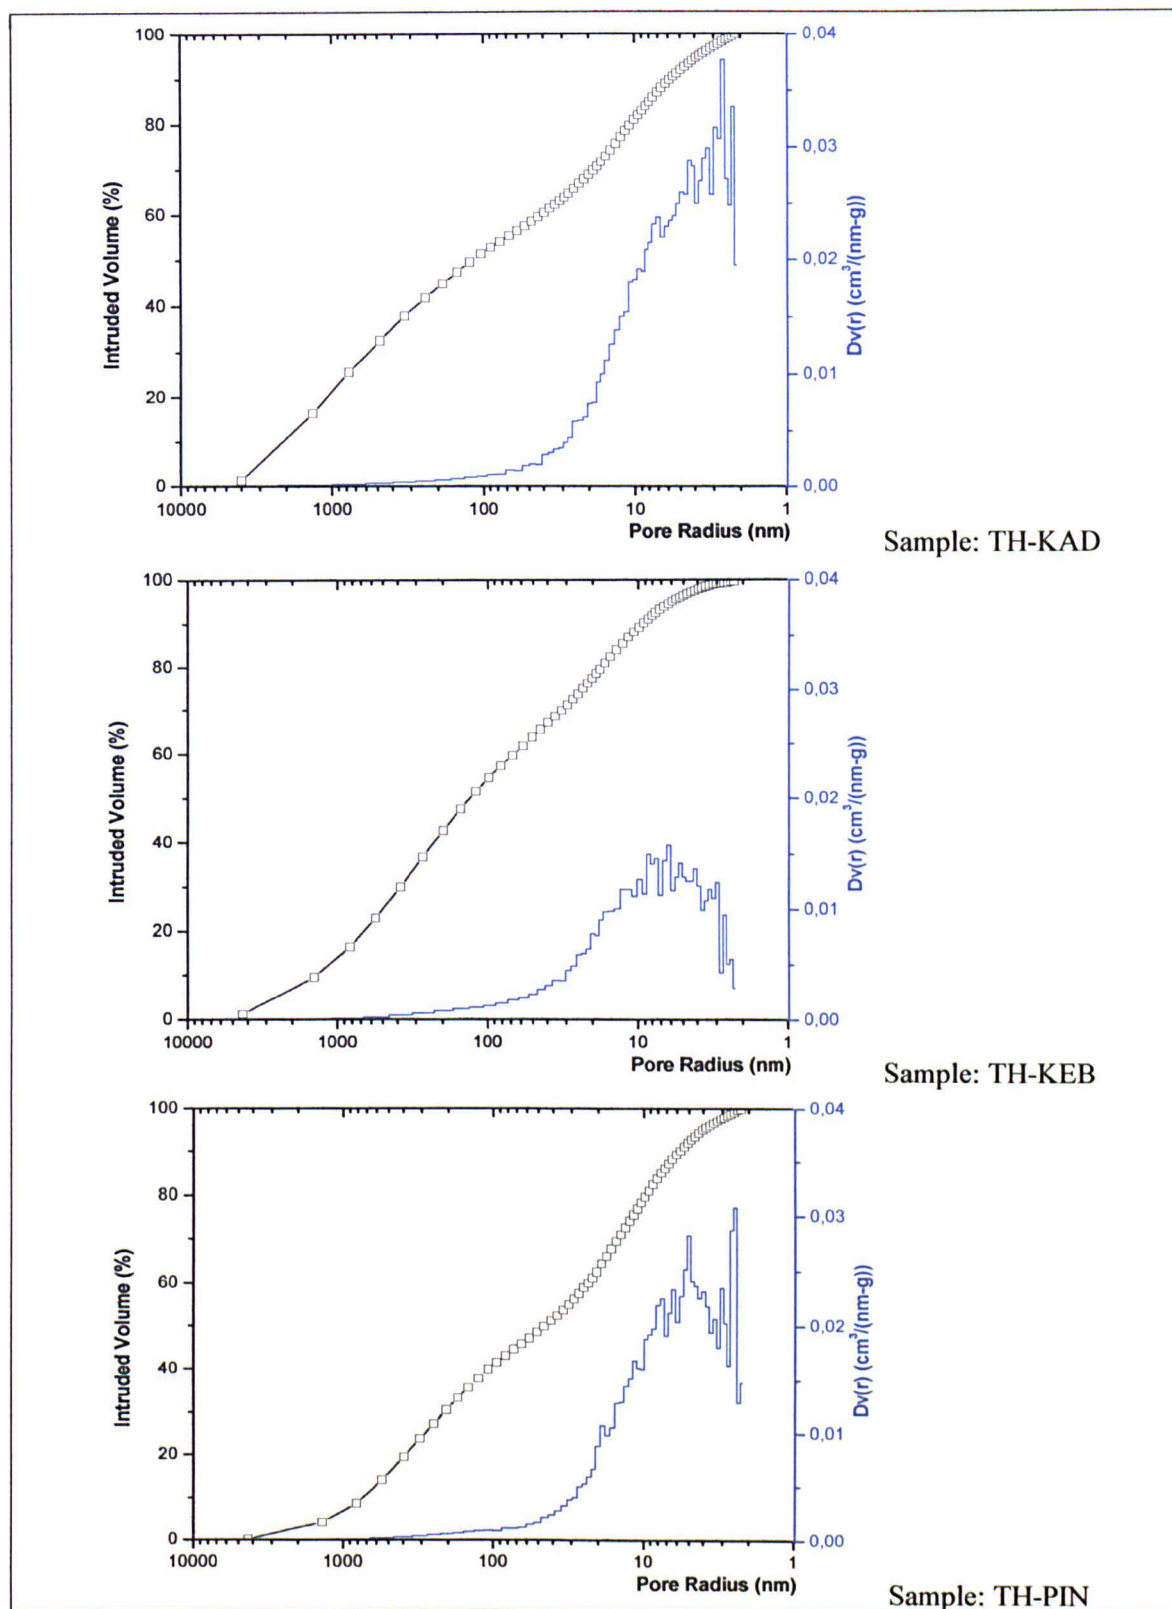 100
80
60
40
20
0
Intruded Volume (%)
0,04
0,03
0,02
0,01
0,00
Dv(r) (cm³/(nm-g))
10000 1000 100 10 1
Pore Radius (nm)
Sample: TH-KAD
100
80
60
40
20
0
Intruded Volume (%)
0,04
0,03
0,02
0,01
0,00
Dv(r) (cm³/(nm-g))
10000 1000 100 10 1
Pore Radius (nm)
Sample: TH-KEB
100
80
60
40
20
0
Intruded Volume (%)
0,04
0,03
0,02
0,01
0,00
Dv(r) (cm³/(nm-g))
10000 1000 100 10 1
Pore Radius (nm)
Sample: TH-PIN